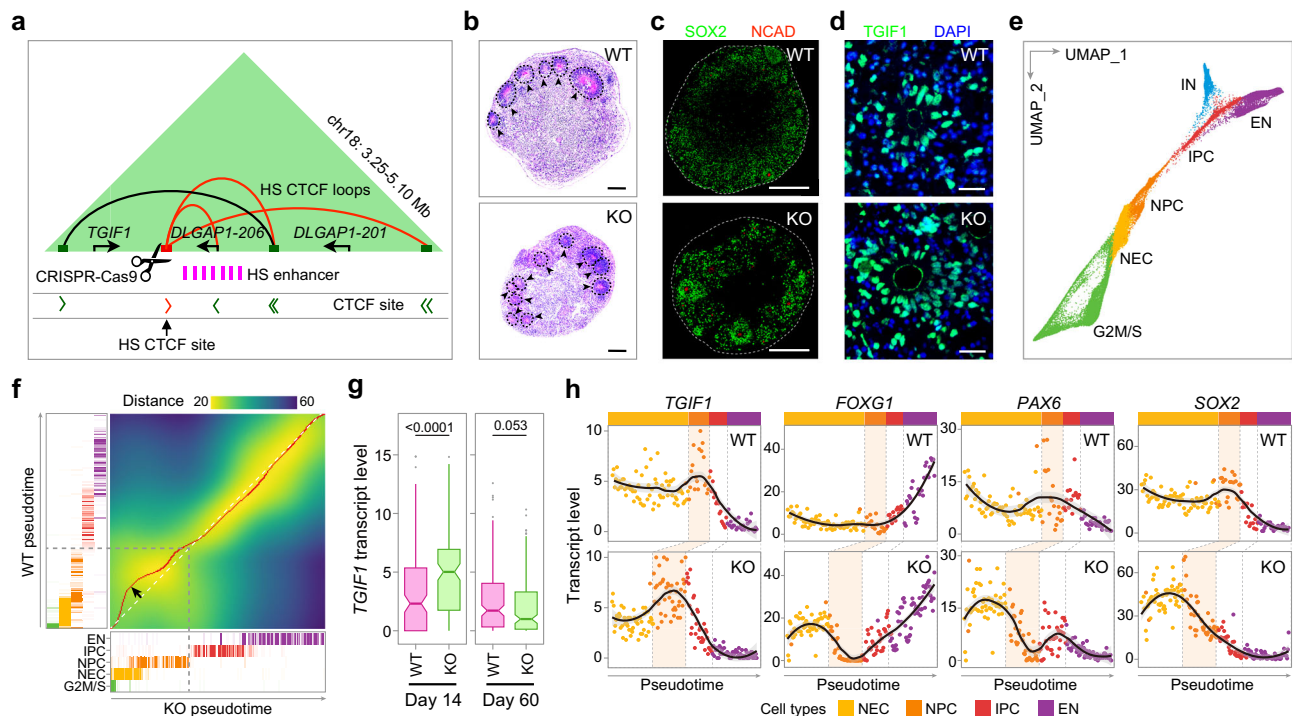 a
chr18: 3.25-5.10 Mb
HS CTCF loops
TGIF1
DLGAP1-206
DLGAP1-201
CRISPR-Cas9
HS enhancer
CTCF site
HS CTCF site
b
WT
KO
c
SOX2 NCAD
WT
KO
d
TGIF1 DAPI
WT
KO
e
UMAP_1
UMAP_2
IN
EN
IPC
NPC
NEC
G2M/S
f
Distance 20 60
WT pseudotime
EN
IPC
NPC
NEC
G2M/S
KO pseudotime
g
TGIF1 transcript level
<0.0001 0.053
15
10
5
0
WT KO WT KO
Day 14 Day 60
h
TGIF1 FOXG1 PAX6 SOX2
WT WT WT WT
10 40 30 60
5 20 15 30
0 0 0 0
Transcript level
KO KO KO KO
10 60 30 60
5 40 15 40
0 20 0 20
0 0
Pseudotime Pseudotime Pseudotime Pseudotime
Cell types NEC NPC IPC EN